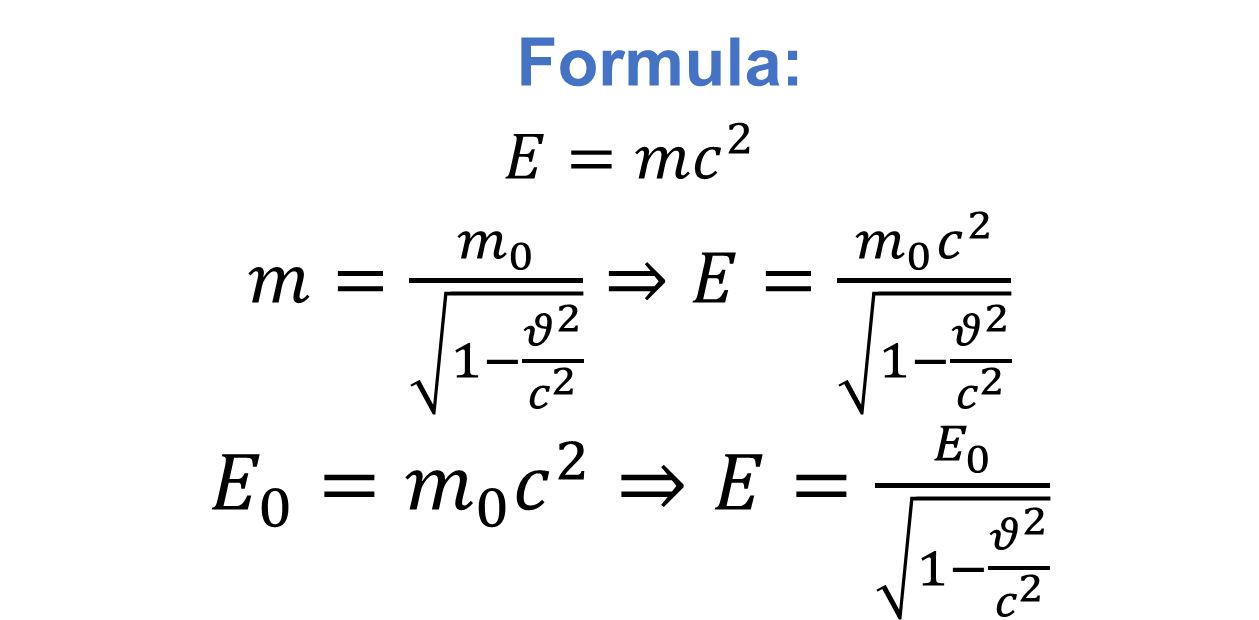 Formula:
E = mc²
m = m₀/√(1−ϑ²/c²) ⇒ E = m₀c²/√(1−ϑ²/c²)
E₀ = m₀c² ⇒ E = E₀/√(1−ϑ²/c²)